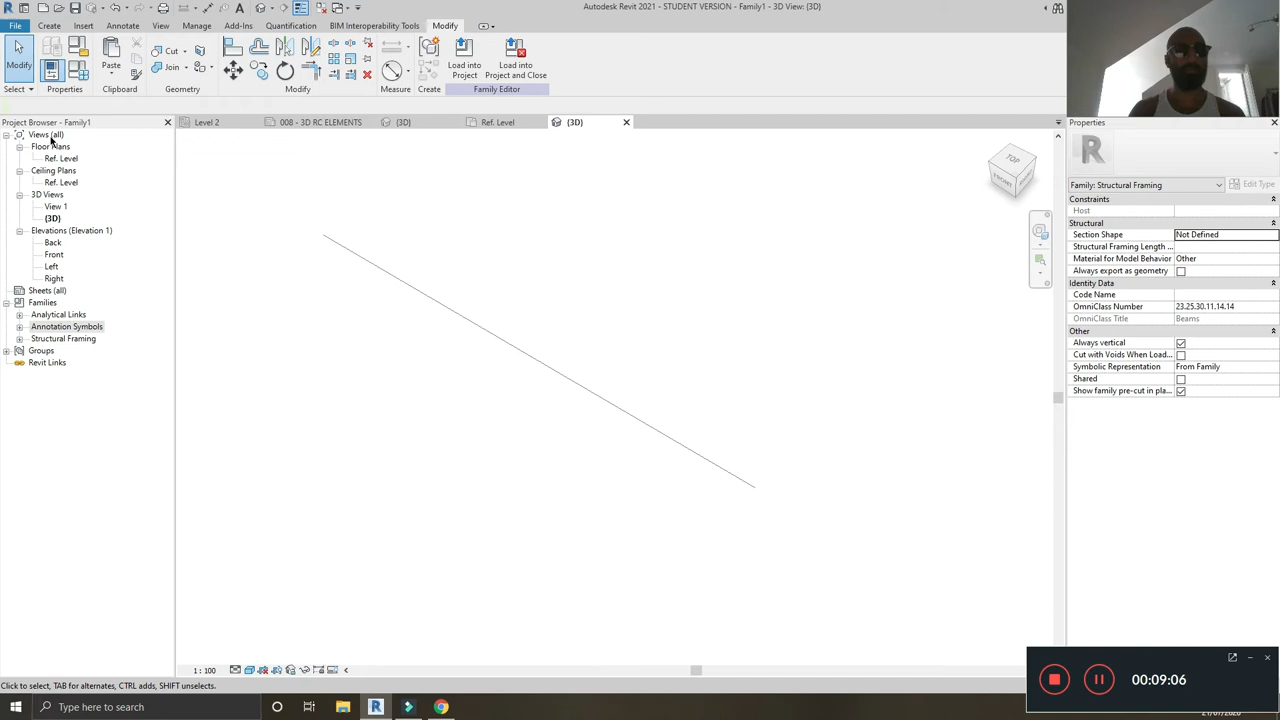 Autodesk Revit 2021 - STUDENT VERSION - Family1 - 3D View: {3D}
File Create Insert Annotate View Manage Add-Ins Quantification BIM Interoperability Tools Modify
Modify
Paste
Cut
Join
Load into
Project
Load into
Project and Close
Select Properties Clipboard Geometry Modify Measure Create Family Editor
Project Browser - Family1
Views (all)
Floor Plans
Ref. Level
Ceiling Plans
Ref. Level
3D Views
View 1
{3D}
Elevations (Elevation 1)
Back
Front
Left
Right
Sheets (all)
Families
Analytical Links
Annotation Symbols
Structural Framing
Groups
Revit Links
Level 2 008 - 3D RC ELEMENTS {3D} Ref. Level {3D}
TOP
FRONT
Properties
R
Family: Structural Framing Edit Type
Constraints
Host
Structural
Section Shape Not Defined
Structural Framing Length ...
Material for Model Behavior Other
Always export as geometry
Identity Data
Code Name
OmniClass Number 23.25.30.11.14.14
OmniClass Title Beams
Other
Always vertical
Cut with Voids When Load...
Symbolic Representation From Family
Shared
Show family pre-cut in pla...
1 : 100
Click to select, TAB for alternates, CTRL adds, SHIFT unselects.
00:09:06
Type here to search